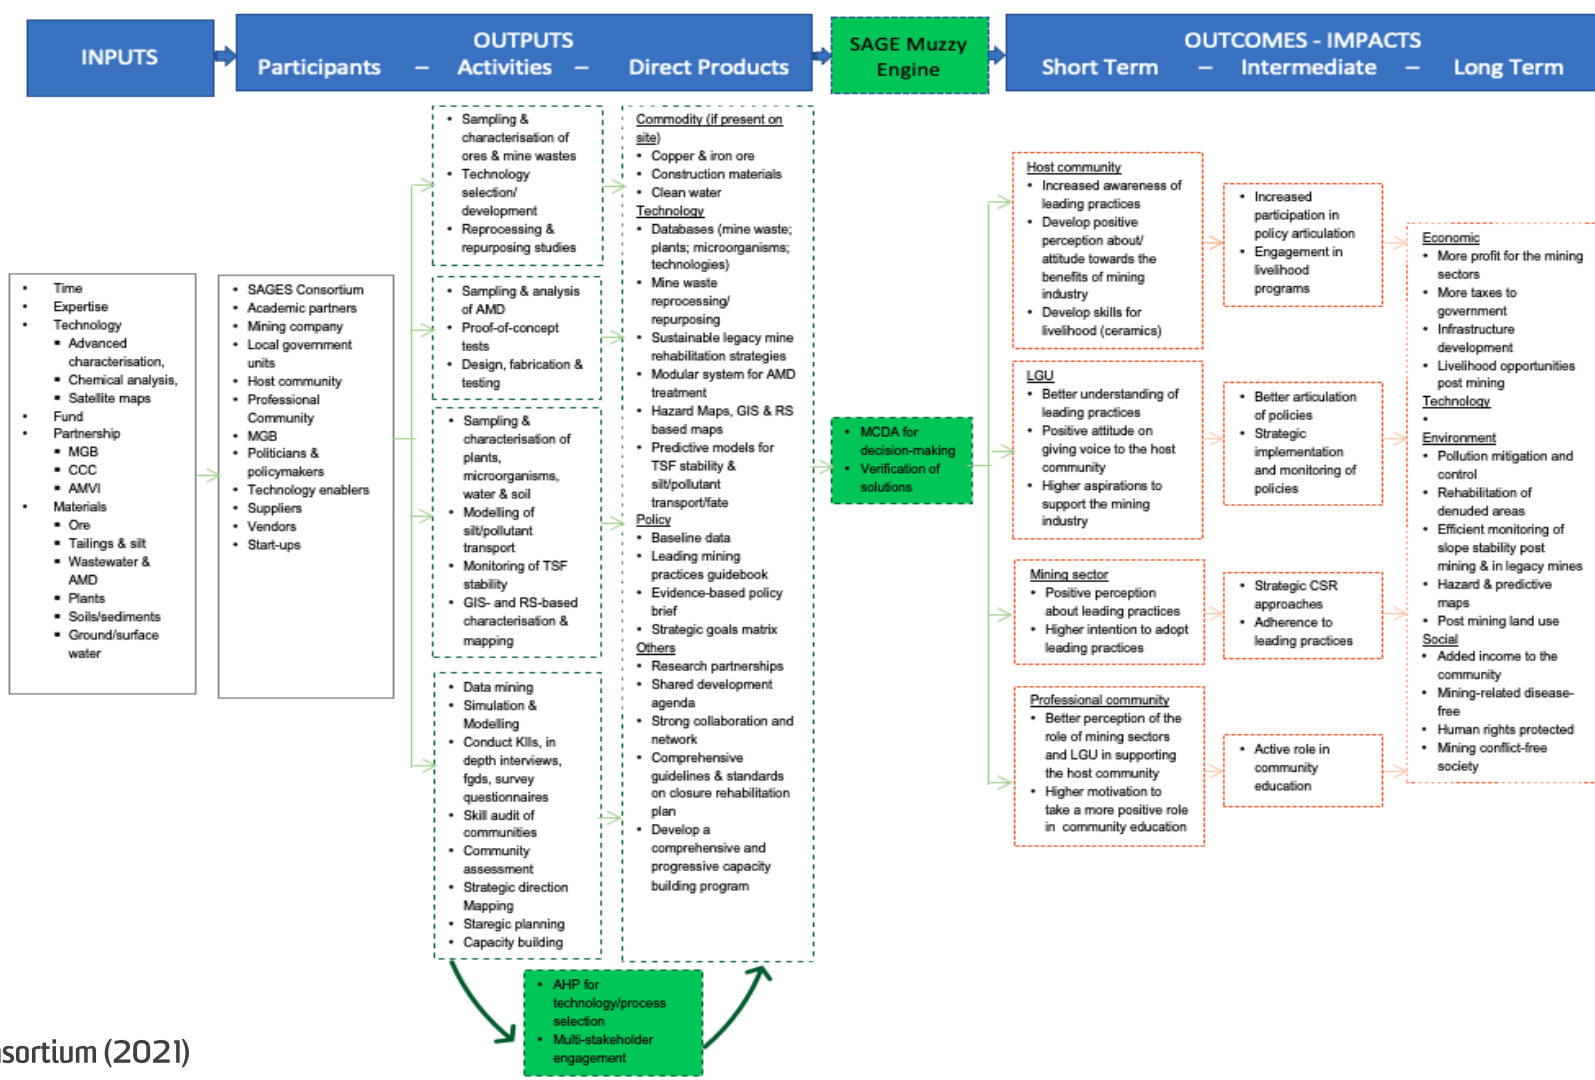 INPUTS
OUTPUTS
Participants – Activities – Direct Products
SAGE Muzzy
Engine
OUTCOMES - IMPACTS
Short Term – Intermediate – Long Term
• Time
• Expertise
• Technology
▪ Advanced
characterisation,
▪ Chemical analysis,
▪ Satellite maps
• Fund
• Partnership
▪ MGB
▪ CCC
▪ AMVI
• Materials
▪ Ore
▪ Tailings & silt
▪ Wastewater &
AMD
▪ Plants
▪ Soils/sediments
▪ Ground/surface
water
• SAGES Consortium
• Academic partners
• Mining company
• Local government
units
• Host community
• Professional
Community
• MGB
• Politicians &
policymakers
• Technology enablers
• Suppliers
• Vendors
• Start-ups
• Sampling &
characterisation of
ores & mine wastes
• Technology
selection/
development
• Reprocessing &
repurposing studies
• Sampling & analysis
of AMD
• Proof-of-concept
tests
• Design, fabrication &
testing
• Sampling &
characterisation of
plants,
microorganisms,
water & soil
• Modelling of
silt/pollutant
transport
• Monitoring of TSF
stability
• GIS- and RS-based
characterisation &
mapping
• Data mining
• Simulation &
Modelling
• Conduct KIIs, in
depth interviews,
fgds, survey
questionnaires
• Skill audit of
communities
• Community
assessment
• Strategic direction
Mapping
• Staregic planning
• Capacity building
Commodity (if present on
site)
• Copper & iron ore
• Construction materials
• Clean water
Technology
• Databases (mine waste;
plants; microorganisms;
technologies)
• Mine waste
reprocessing/
repurposing
• Sustainable legacy mine
rehabilitation strategies
• Modular system for AMD
treatment
• Hazard Maps, GIS & RS
based maps
• Predictive models for
TSF stability &
silt/pollutant
transport/fate
Policy
• Baseline data
• Leading mining
practices guidebook
• Evidence-based policy
brief
• Strategic goals matrix
Others
• Research partnerships
• Shared development
agenda
• Strong collaboration and
network
• Comprehensive
guidelines & standards
on closure rehabilitation
plan
• Develop a
comprehensive and
progressive capacity
building program
• AHP for
technology/process
selection
• Multi-stakeholder
engagement
• MCDA for
decision-making
• Verification of
solutions
Host community
• Increased awareness of
leading practices
• Develop positive
perception about/
attitude towards the
benefits of mining
industry
• Develop skills for
livelihood (ceramics)
LGU
• Better understanding of
leading practices
• Positive attitude on
giving voice to the host
community
• Higher aspirations to
support the mining
industry
Mining sector
• Positive perception
about leading practices
• Higher intention to adopt
leading practices
Professional community
• Better perception of the
role of mining sectors
and LGU in supporting
the host community
• Higher motivation to
take a more positive role
in community education
• Increased
participation in
policy articulation
• Engagement in
livelihood
programs
• Better articulation
of policies
• Strategic
implementation
and monitoring of
policies
• Strategic CSR
approaches
• Adherence to
leading practices
• Active role in
community
education
Economic
• More profit for the mining
sectors
• More taxes to
government
• Infrastructure
development
• Livelihood opportunities
post mining
Technology
•
Environment
• Pollution mitigation and
control
• Rehabilitation of
denuded areas
• Efficient monitoring of
slope stability post
mining & in legacy mines
• Hazard & predictive
maps
• Post mining land use
Social
• Added income to the
community
• Mining-related disease-
free
• Human rights protected
• Mining conflict-free
society
nsortium (2021)